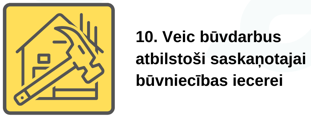 10. Veic būvdarbus
atbilstoši saskaņotajai
būvniecības iecerei